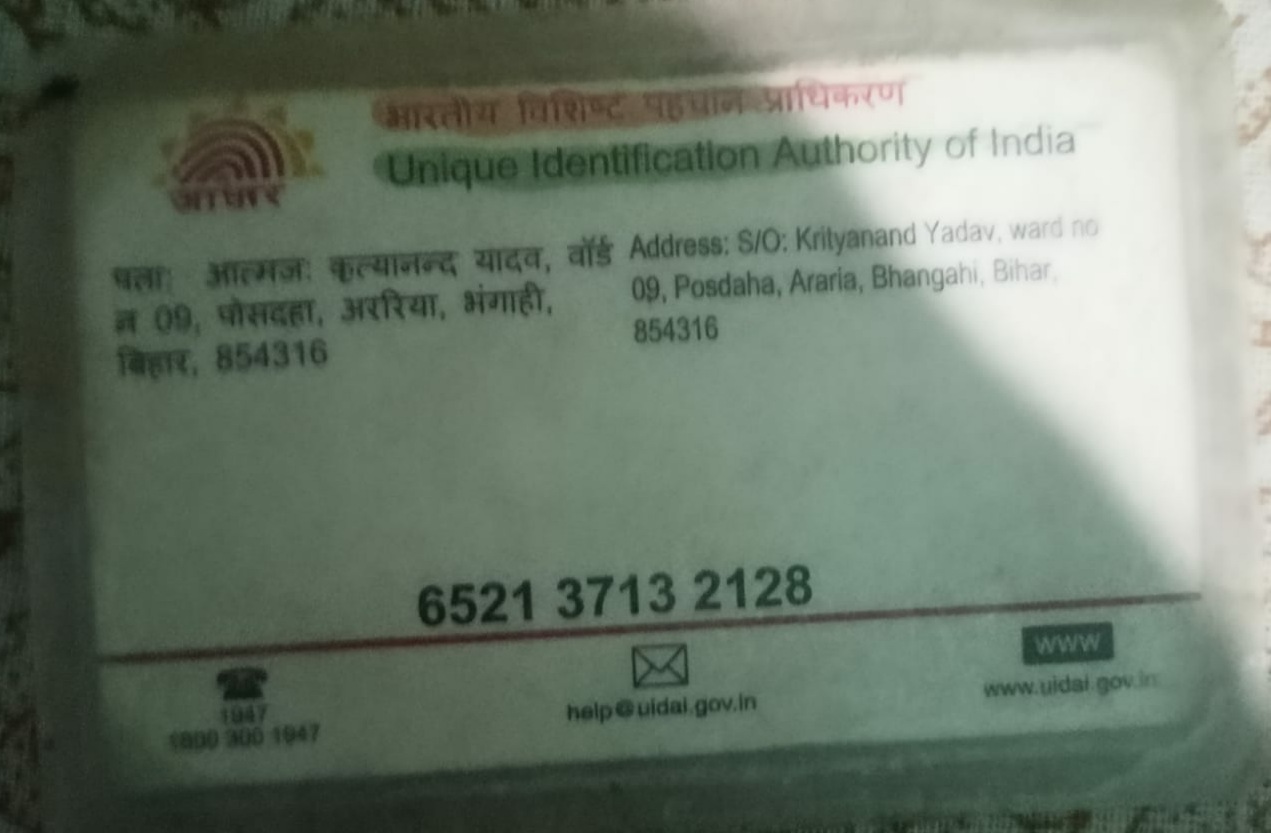 भारतीय विशिष्ट पहचान प्राधिकरण
Unique Identification Authority of India
आधार
पता: आत्मज: कृत्यानन्द यादव, वॉर्ड
न 09, पोसदहा, अररिया, भंगाही,
बिहार, 854316
Address: S/O: Krityanand Yadav, ward no
09, Posdaha, Araria, Bhangahi, Bihar,
854316
6521 3713 2128
1947
1800 300 1947
help@uidai.gov.in
www
www.uidai.gov.in